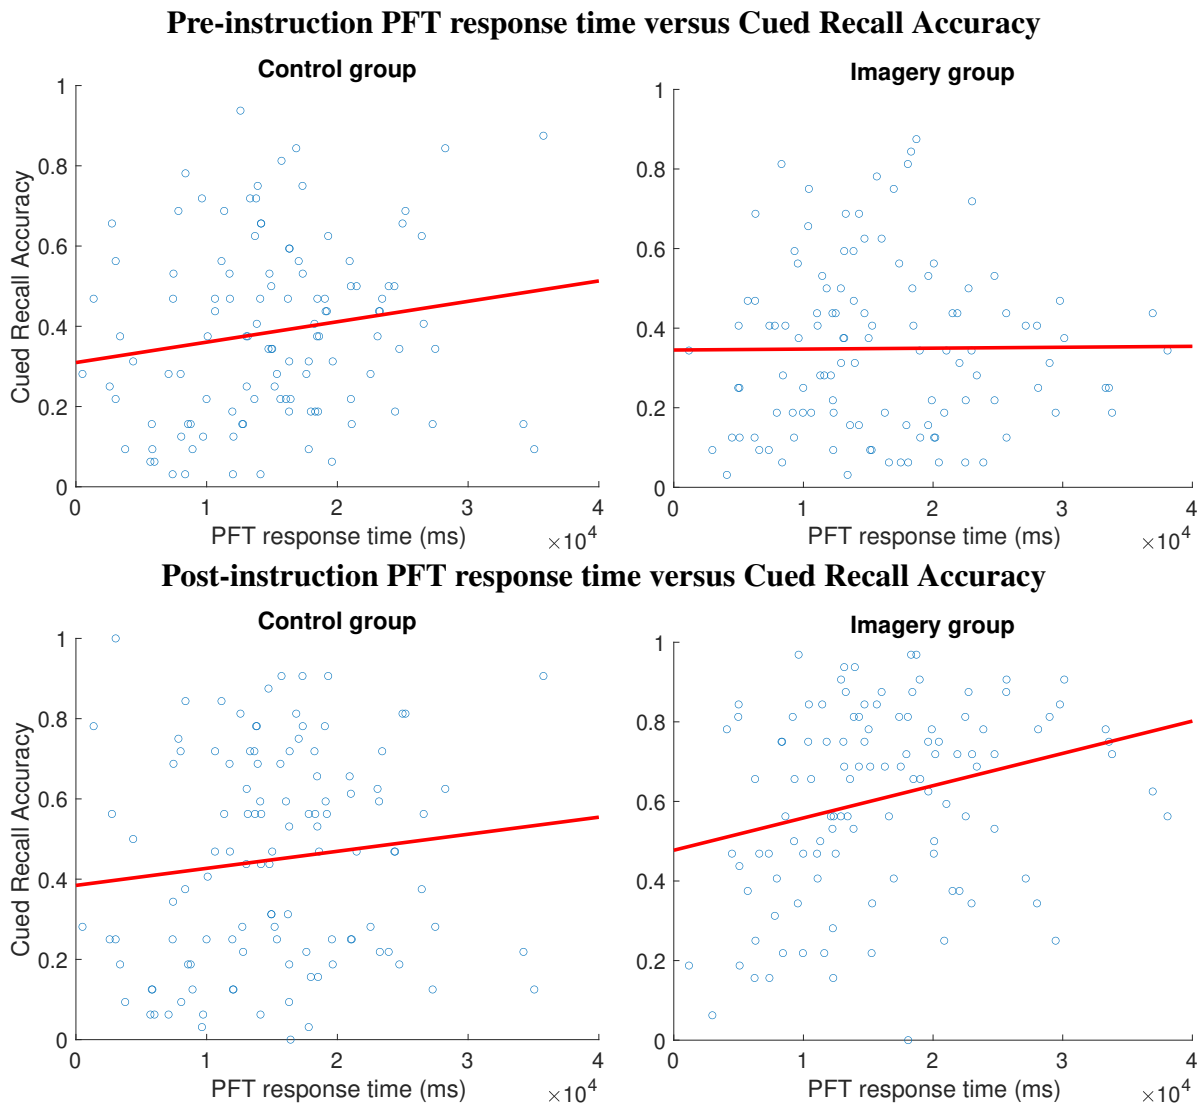 Pre-instruction PFT response time versus Cued Recall Accuracy
Control group
Cued Recall Accuracy
1
0.8
0.6
0.4
0.2
0
0 1 2 3 4
PFT response time (ms)
×10^4
Imagery group
1
0.8
0.6
0.4
0.2
0
0 1 2 3 4
PFT response time (ms)
×10^4
Post-instruction PFT response time versus Cued Recall Accuracy
Control group
Cued Recall Accuracy
1
0.8
0.6
0.4
0.2
0
0 1 2 3 4
PFT response time (ms)
×10^4
Imagery group
1
0.8
0.6
0.4
0.2
0
0 1 2 3 4
PFT response time (ms)
×10^4